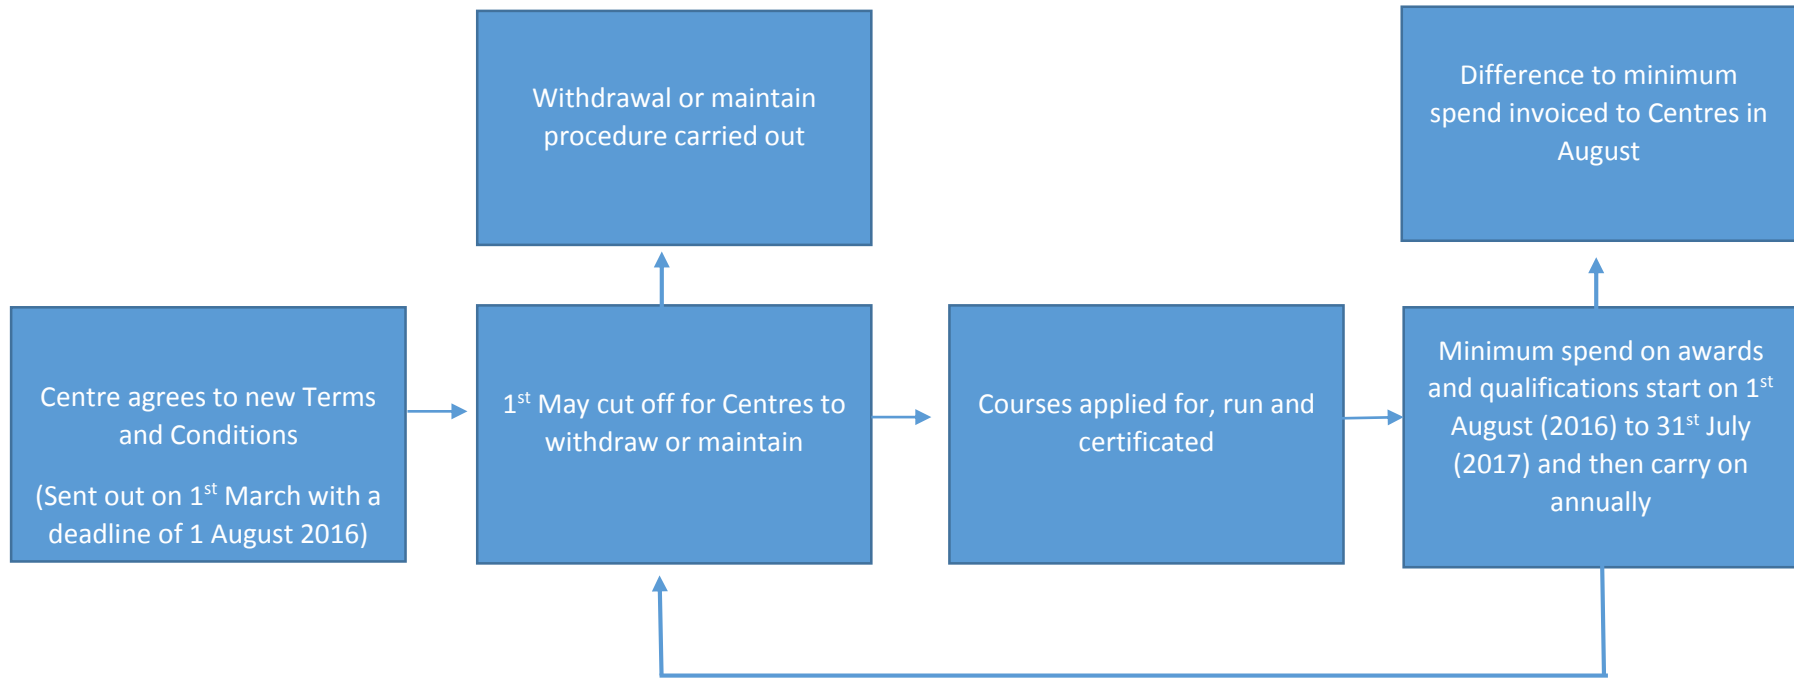 Withdrawal or maintain
procedure carried out
Difference to minimum
spend invoiced to Centres in
August
Centre agrees to new Terms
and Conditions
(Sent out on 1st March with a
deadline of 1 August 2016)
1st May cut off for Centres to
withdraw or maintain
Courses applied for, run and
certificated
Minimum spend on awards
and qualifications start on 1st
August (2016) to 31st July
(2017) and then carry on
annually